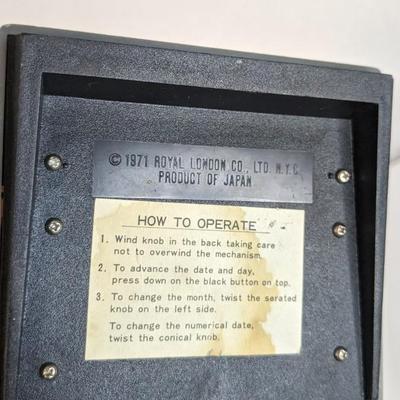 © 1971 ROYAL LONDON CO., LTD. N.Y.C.
PRODUCT OF JAPAN
HOW TO OPERATE
1. Wind knob in the back taking care
not to overwind the mechanism.
2. To advance the date and day,
press down on the black button on top.
3. To change the month, twist the serated
knob on the left side.
To change the numerical date,
twist the conical knob.